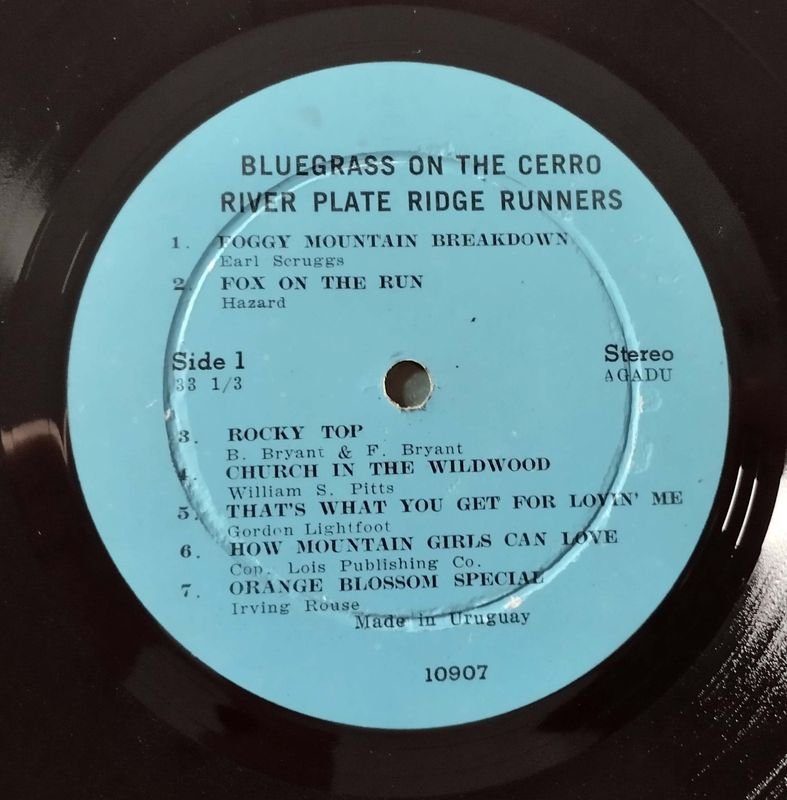 BLUEGRASS ON THE CERRO
RIVER PLATE RIDGE RUNNERS
1. FOGGY MOUNTAIN BREAKDOWN
Earl Scruggs
2. FOX ON THE RUN
Hazard
Side 1
33 1/3
Stereo
AGADU
3. ROCKY TOP
B. Bryant & F. Bryant
4. CHURCH IN THE WILDWOOD
William S. Pitts
5. THAT'S WHAT YOU GET FOR LOVIN' ME
Gordon Lightfoot
6. HOW MOUNTAIN GIRLS CAN LOVE
Cop. Lois Publishing Co.
7. ORANGE BLOSSOM SPECIAL
Irving Rouse
Made in Uruguay
10907